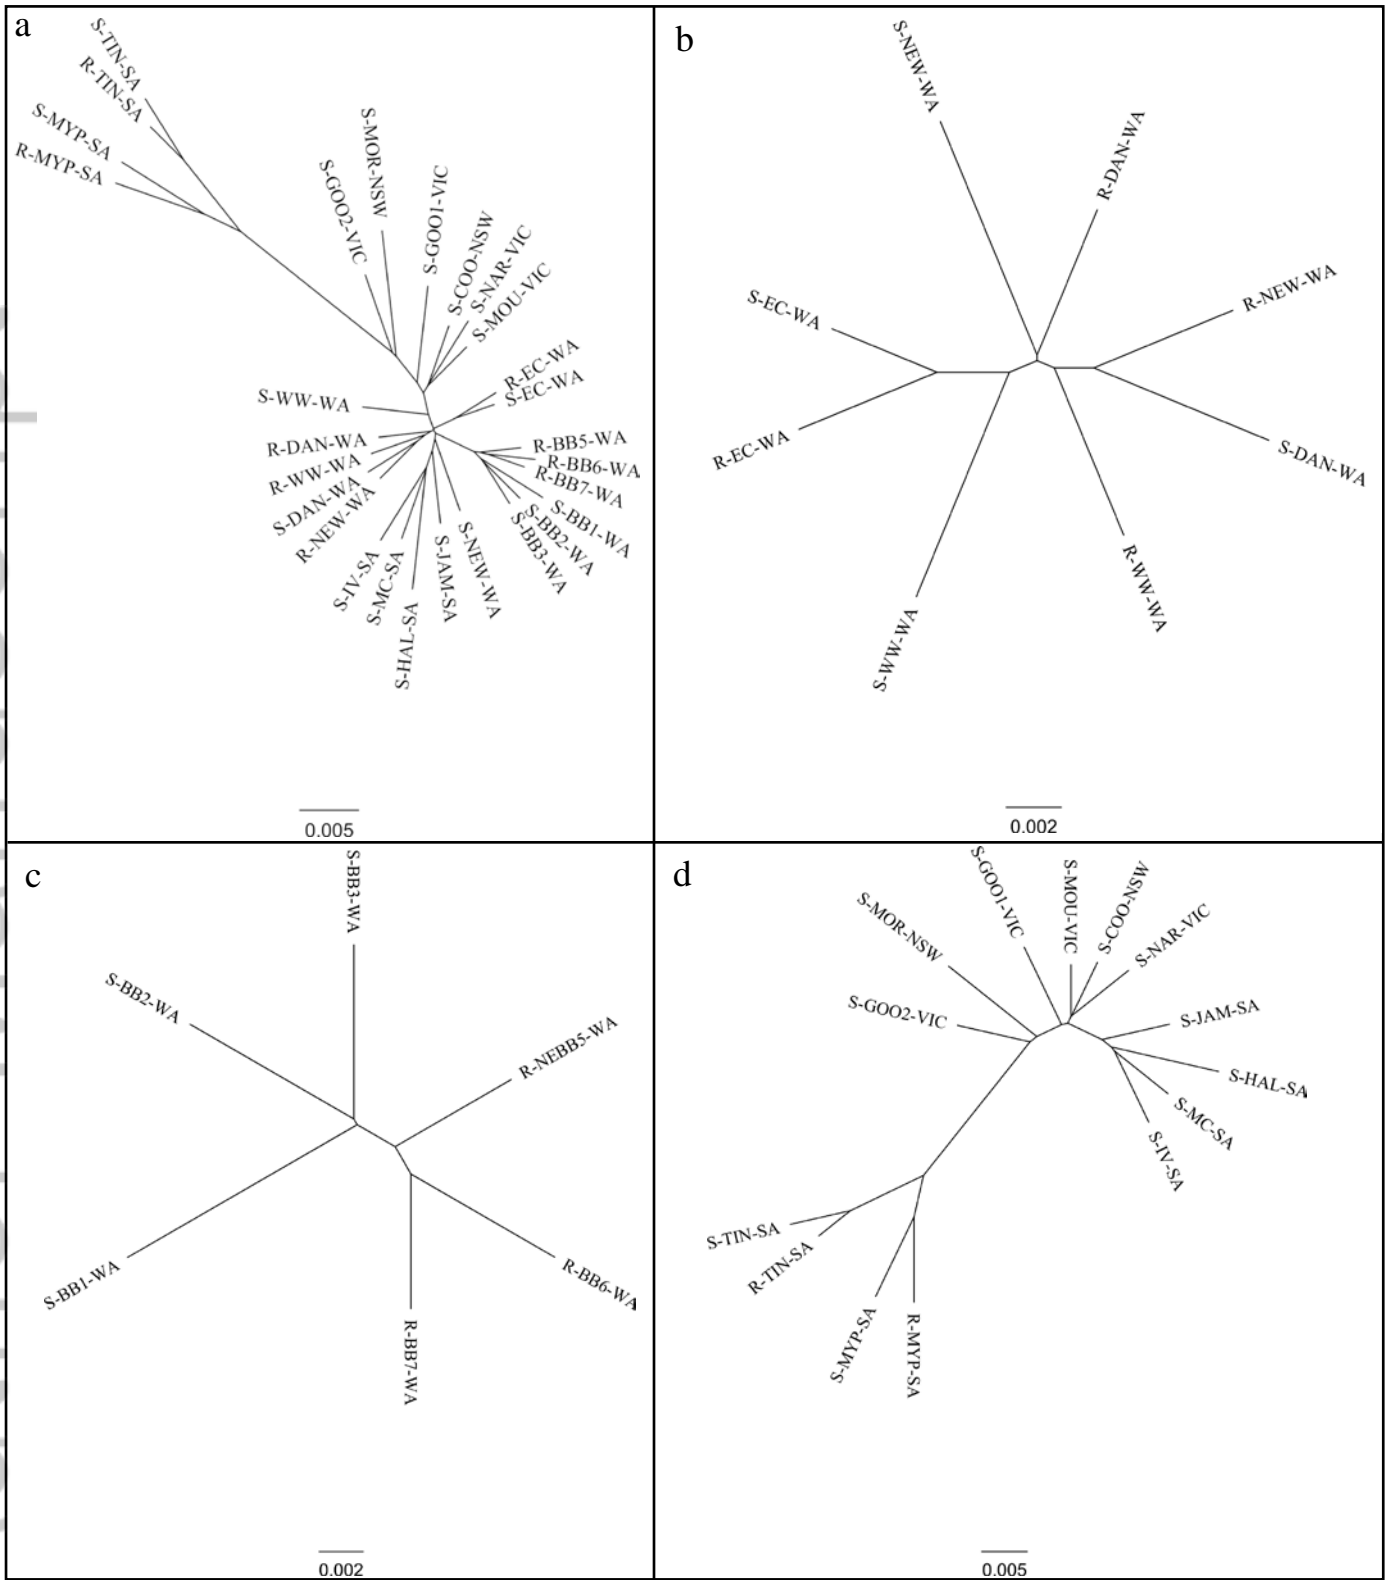 a
S-TIN-SA
R-TIN-SA
S-MYP-SA
R-MYP-SA
S-MOR-NSW
S-GOO2-VIC
S-GOO1-VIC
S-COO-NSW
S-NAR-VIC
S-MOU-VIC
R-EC-WA
S-EC-WA
S-WW-WA
R-DAN-WA
R-WW-WA
S-DAN-WA
R-NEW-WA
R-BB5-WA
R-BB6-WA
R-BB7-WA
S-BB1-WA
S-BB2-WA
S-BB3-WA
S-NEW-WA
S-JAM-SA
S-HAL-SA
S-MC-SA
S-IV-SA
0.005
b
S-NEW-WA
R-DAN-WA
R-NEW-WA
S-EC-WA
R-EC-WA
S-DAN-WA
R-WW-WA
S-WW-WA
0.002
c
S-BB3-WA
S-BB2-WA
R-NEBB5-WA
S-BB1-WA
R-BB6-WA
R-BB7-WA
0.002
d
S-GOO1-VIC
S-MOU-VIC
S-COO-NSW
S-MOR-NSW
S-NAR-VIC
S-GOO2-VIC
S-JAM-SA
S-HAL-SA
S-MC-SA
S-IV-SA
S-TIN-SA
R-TIN-SA
S-MYP-SA
R-MYP-SA
0.005